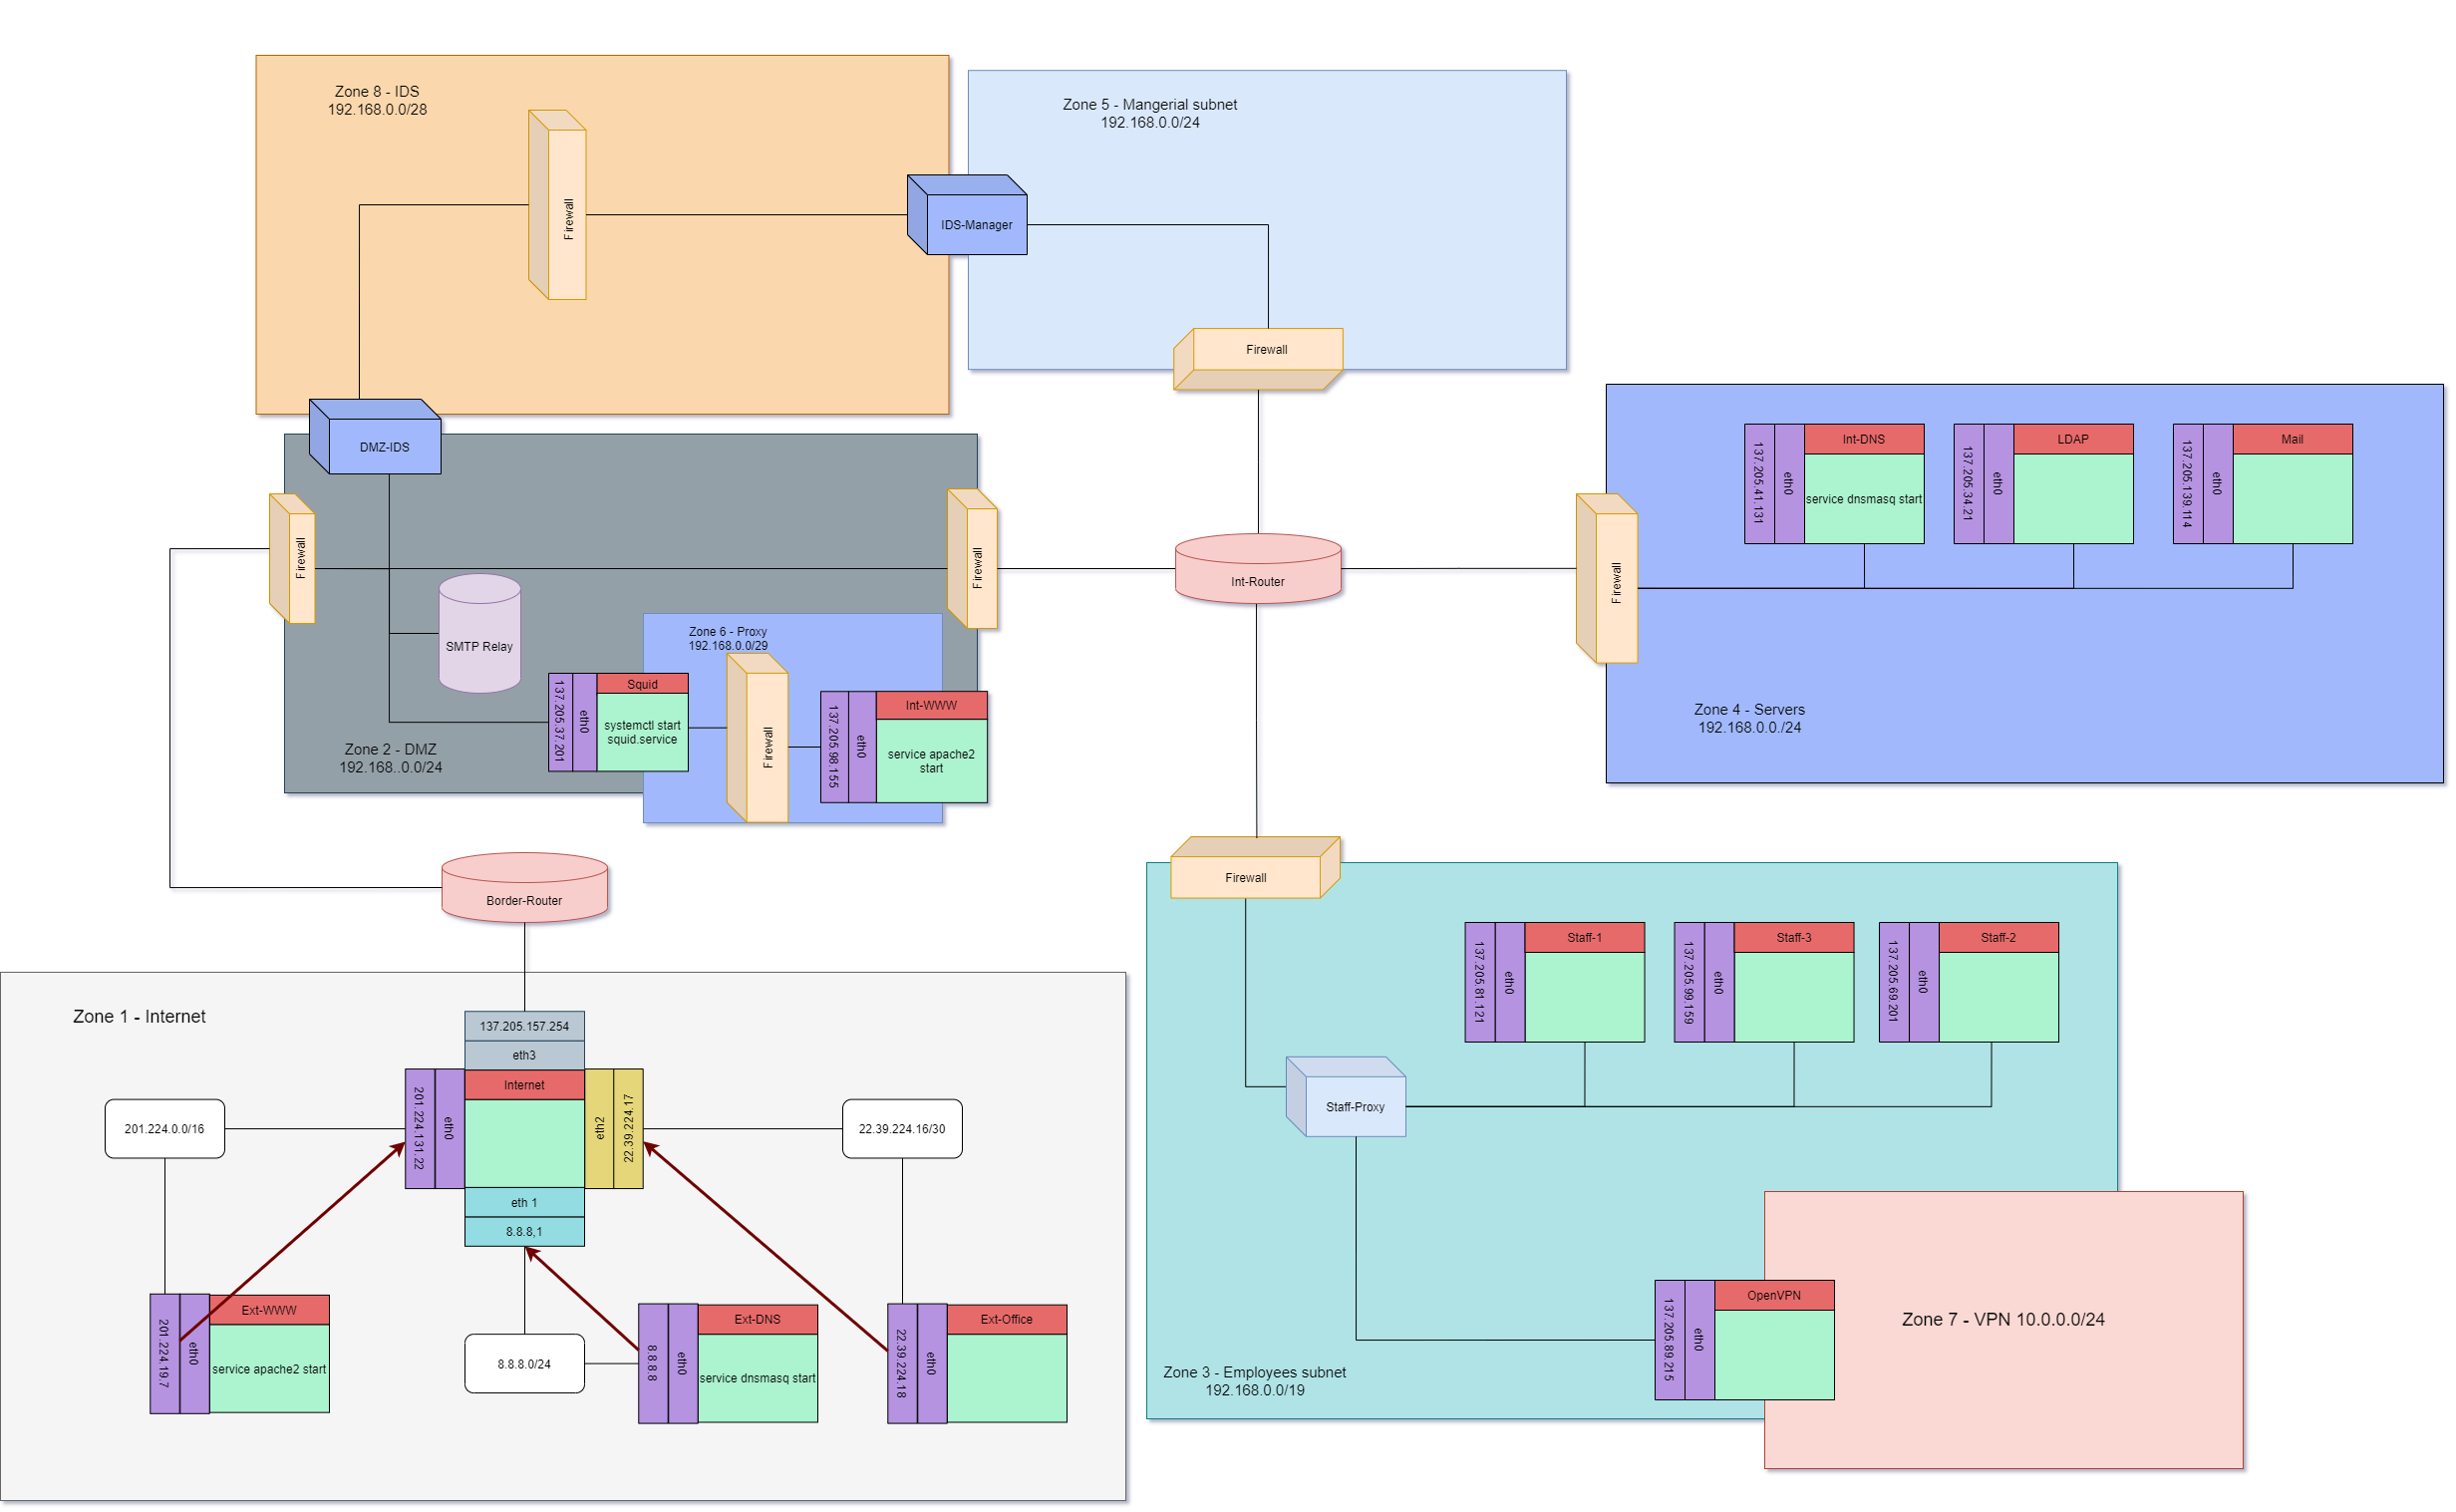 Zone 8 - IDS
192.168.0.0/28
Firewall
Zone 5 - Mangerial subnet
192.168.0.0/24
IDS-Manager
Firewall
DMZ-IDS
Firewall
Firewall
SMTP Relay
Zone 6 - Proxy
192.168.0.0/29
137.205.37.201
eth0
Squid
systemctl start
squid.service
Firewall
137.205.98.155
eth0
Int-WWW
service apache2
start
Zone 2 - DMZ
192.168..0.0/24
Int-Router
Firewall
137.205.41.131
eth0
Int-DNS
service dnsmasq start
137.205.34.21
eth0
LDAP
137.205.139.114
eth0
Mail
Zone 4 - Servers
192.168.0.0./24
Border-Router
Zone 1 - Internet
137.205.157.254
eth3
201.224.131.22
eth0
Internet
eth2
22.39.224.17
eth 1
8.8.8,1
201.224.0.0/16
22.39.224.16/30
201.224.19.7
eth0
Ext-WWW
service apache2 start
8.8.8.0/24
8.8.8.8
eth0
Ext-DNS
service dnsmasq start
22.39.224.18
eth0
Ext-Office
Firewall
137.205.81.121
eth0
Staff-1
137.205.99.159
eth0
Staff-3
137.205.69.201
eth0
Staff-2
Staff-Proxy
137.205.89.215
eth0
OpenVPN
Zone 7 - VPN 10.0.0.0/24
Zone 3 - Employees subnet
192.168.0.0/19